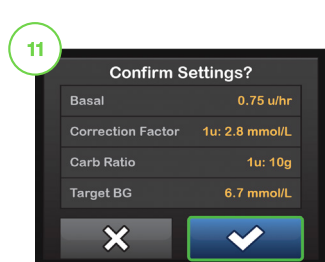 11
Confirm Settings?
Basal 0.75 u/hr
Correction Factor 1u: 2.8 mmol/L
Carb Ratio 1u: 10g
Target BG 6.7 mmol/L